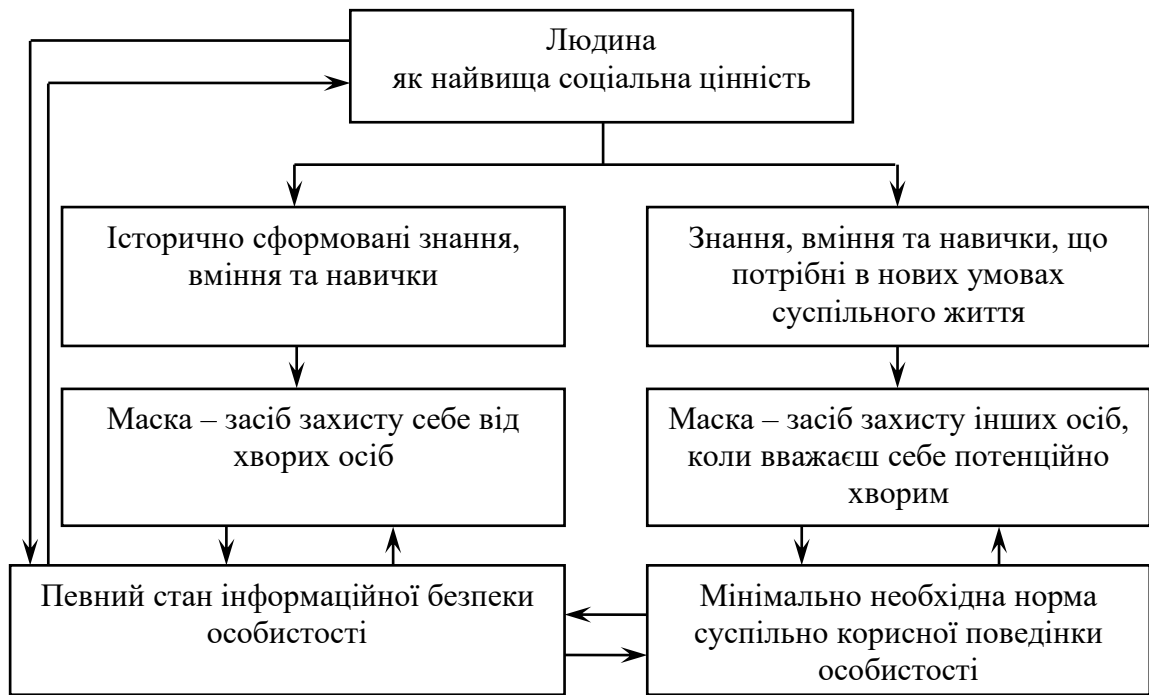 Людина
як найвища соціальна цінність
Історично сформовані знання,
вміння та навички
Знання, вміння та навички, що
потрібні в нових умовах
суспільного життя
Маска – засіб захисту себе від
хворих осіб
Маска – засіб захисту інших осіб,
коли вважаєш себе потенційно
хворим
Певний стан інформаційної безпеки
особистості
Мінімально необхідна норма
суспільно корисної поведінки
особистості